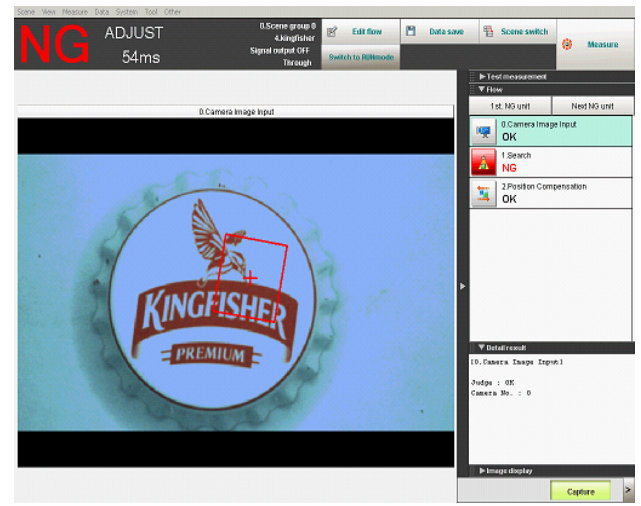 Scene View Measure Data System Tool Other
NG
ADJUST
54ms
0.Scene group 0
4.kingfisher
Signal output OFF
Through
Edit flow
Data save
Scene switch
Switch to RUNmode
Measure
▶Test measurement
▼Flow
1st. NG unit
Next NG unit
0.Camera Image Input
0.Camera Image Input
OK
1.Search
NG
2.Position Compensation
OK
KINGFISHER
PREMIUM
▼Detail result
[0.Camera Image Input]
Judge : OK
Camera No. : 0
▶Image display
Capture
>